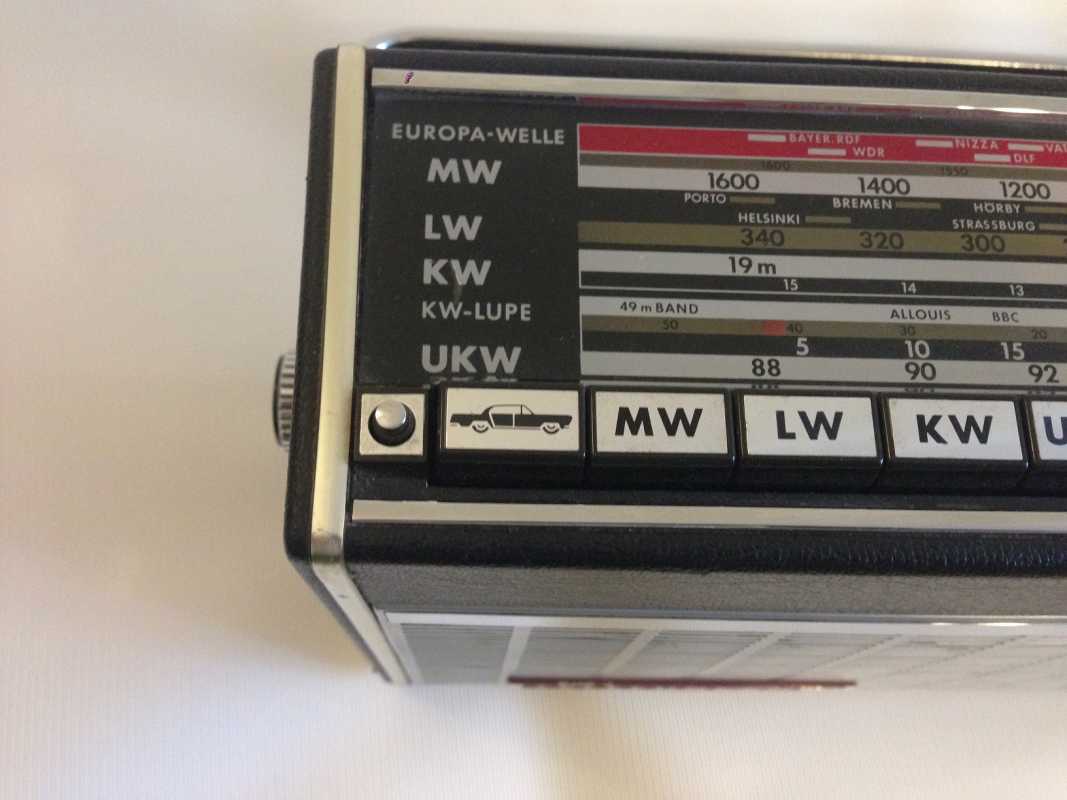 EUROPA-WELLE BAYER.RDF NIZZA
WDR DLF
1600 1550
MW 1600 1400 1200
PORTO BREMEN HÖRBY
HELSINKI STRASSBURG
LW 340 320 300
KW 19 m
15 14 13
KW-LUPE 49 m BAND ALLOUIS BBC
50 40 30 20
5 10 15
UKW 88 90 92
MW LW KW